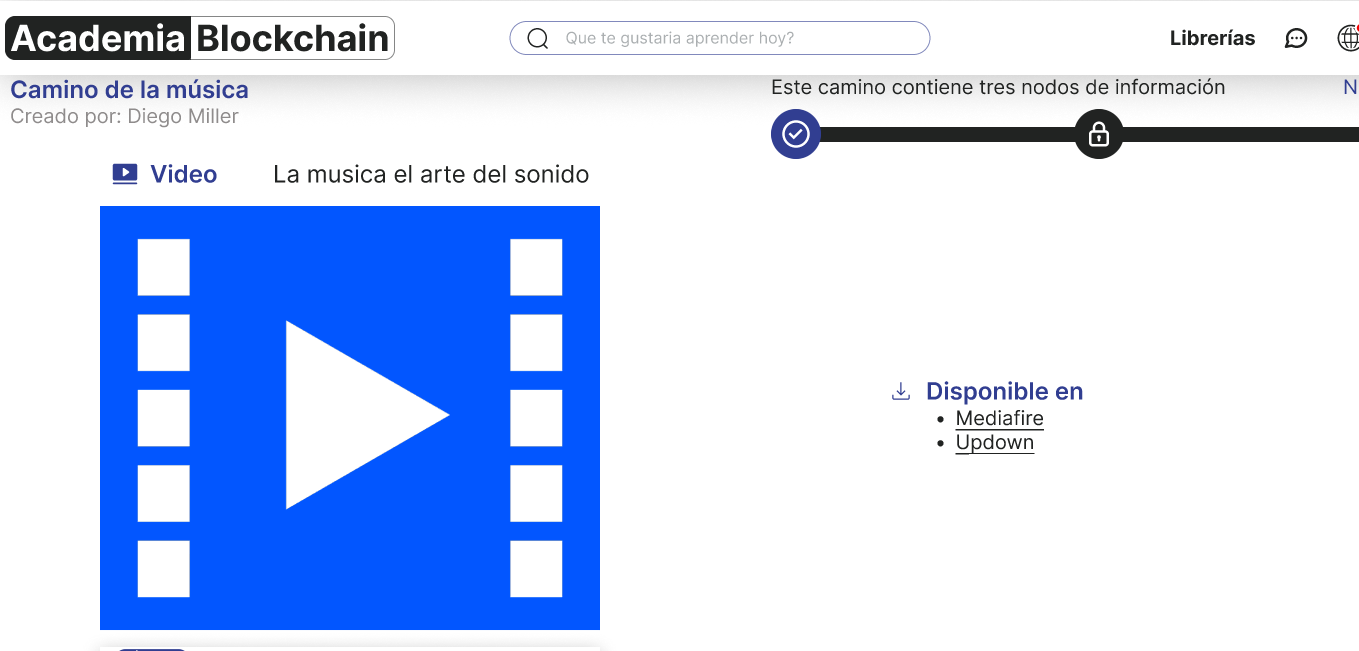 Academia Blockchain
Que te gustaria aprender hoy?
Librerías
Camino de la música
Creado por: Diego Miller
Este camino contiene tres nodos de información
N
Video
La musica el arte del sonido
Disponible en
Mediafire
Updown